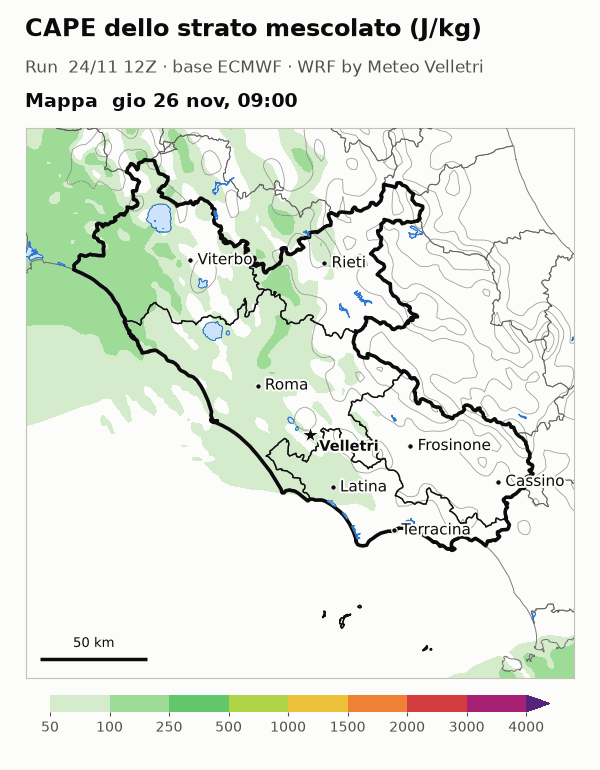 CAPE dello strato mescolato (J/kg)
Run  24/11 12Z · base ECMWF · WRF by Meteo Velletri
Mappa  gio 26 nov, 09:00
Viterbo
Rieti
Roma
Velletri
Frosinone
Cassino
Latina
Terracina
50 km
50 100 250 500 1000 1500 2000 3000 4000